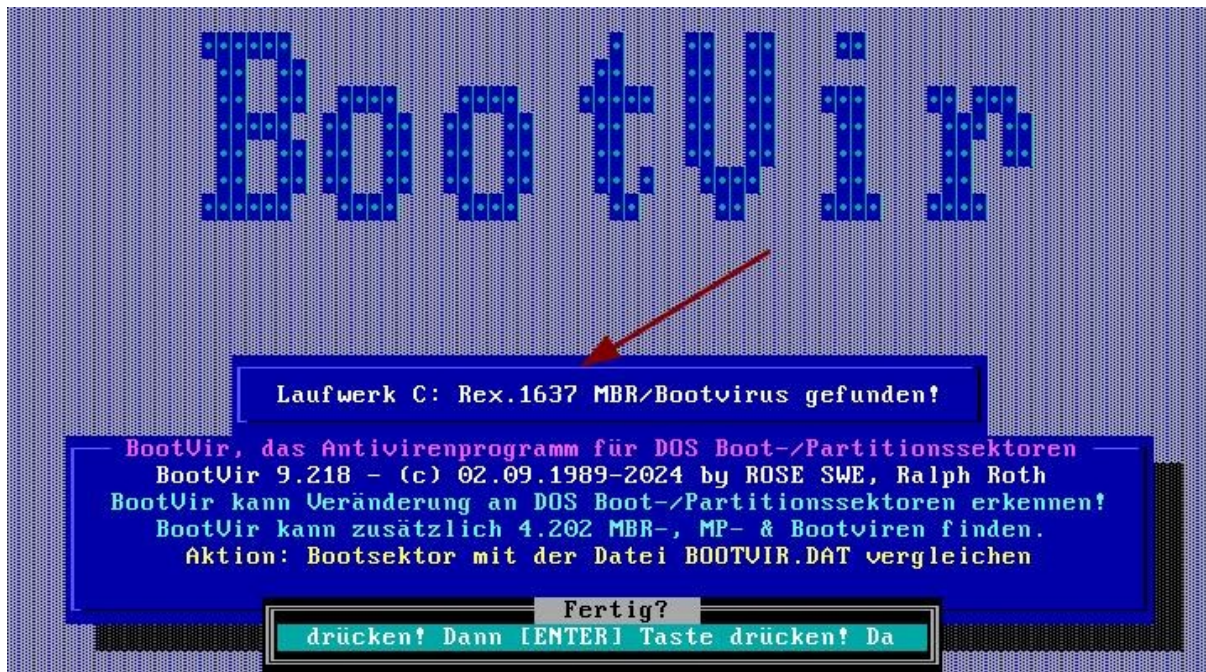 BootVir
Laufwerk C: Rex.1637 MBR/Bootvirus gefunden!
BootVir, das Antivirenprogramm für DOS Boot-/Partitionssektoren
BootVir 9.218 - (c) 02.09.1989-2024 by ROSE SWE, Ralph Roth
BootVir kann Veränderung an DOS Boot-/Partitionssektoren erkennen!
BootVir kann zusätzlich 4.202 MBR-, MP- & Bootviren finden.
Aktion: Bootsektor mit der Datei BOOTVIR.DAT vergleichen
Fertig?
drücken! Dann [ENTER] Taste drücken! Da